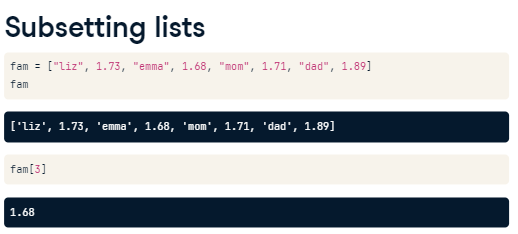 Subsetting lists
fam = ["liz", 1.73, "emma", 1.68, "mom", 1.71, "dad", 1.89]
fam
['liz', 1.73, 'emma', 1.68, 'mom', 1.71, 'dad', 1.89]
fam[3]
1.68